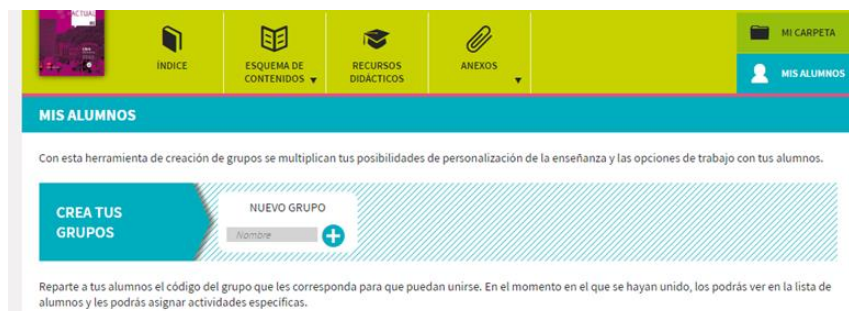 ACTUAL
ÍNDICE
ESQUEMA DE
CONTENIDOS
RECURSOS
DIDÁCTICOS
ANEXOS
MI CARPETA
MIS ALUMNOS
MIS ALUMNOS
Con esta herramienta de creación de grupos se multiplican tus posibilidades de personalización de la enseñanza y las opciones de trabajo con tus alumnos.
CREA TUS
GRUPOS
NUEVO GRUPO
Nombre
Reparte a tus alumnos el código del grupo que les corresponda para que puedan unirse. En el momento en el que se hayan unido, los podrás ver en la lista de
alumnos y les podrás asignar actividades específicas.